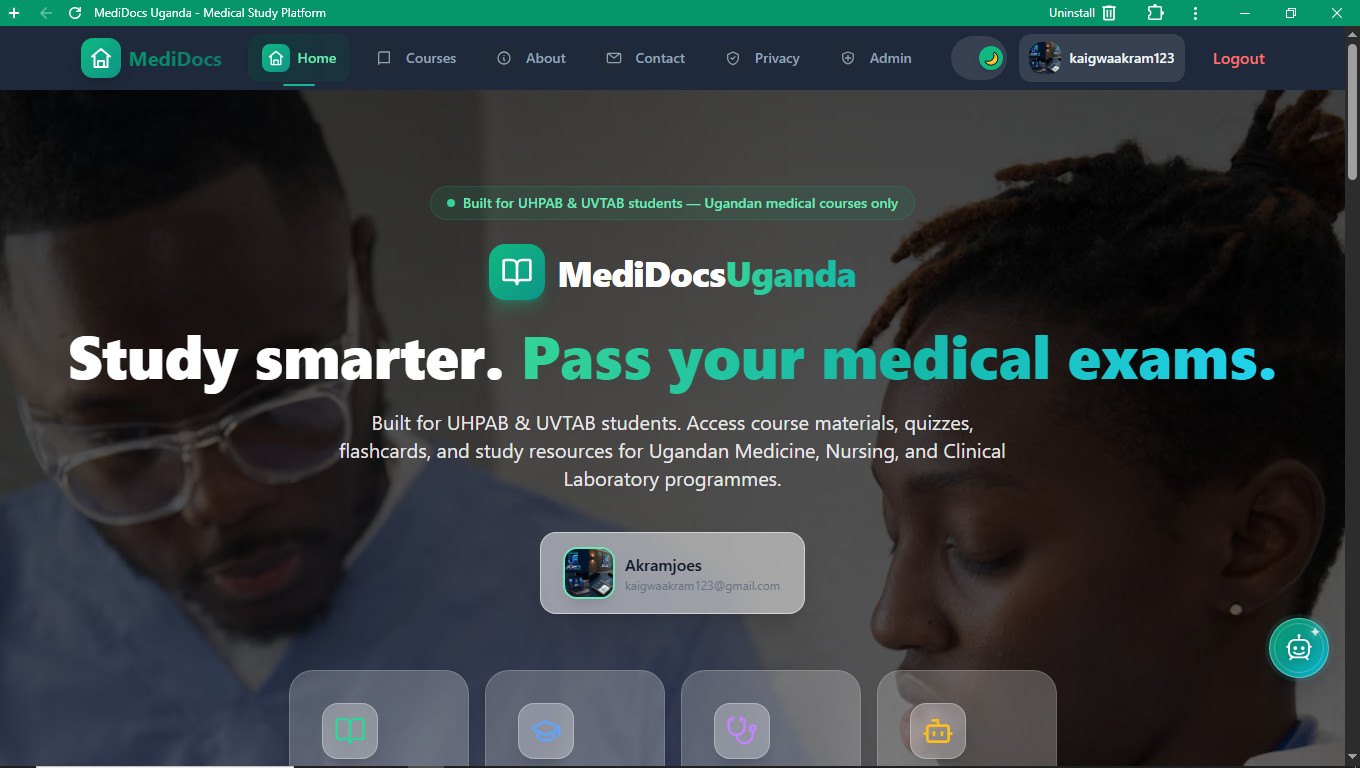 MediDocs Uganda - Medical Study Platform
Uninstall
MediDocs
Home
Courses
About
Contact
Privacy
Admin
kaigwaakram123
Logout
Built for UHPAB & UVTAB students — Ugandan medical courses only
MediDocsUganda
Study smarter. Pass your medical exams.
Built for UHPAB & UVTAB students. Access course materials, quizzes,
flashcards, and study resources for Ugandan Medicine, Nursing, and Clinical
Laboratory programmes.
Akramjoes
kaigwaakram123@gmail.com